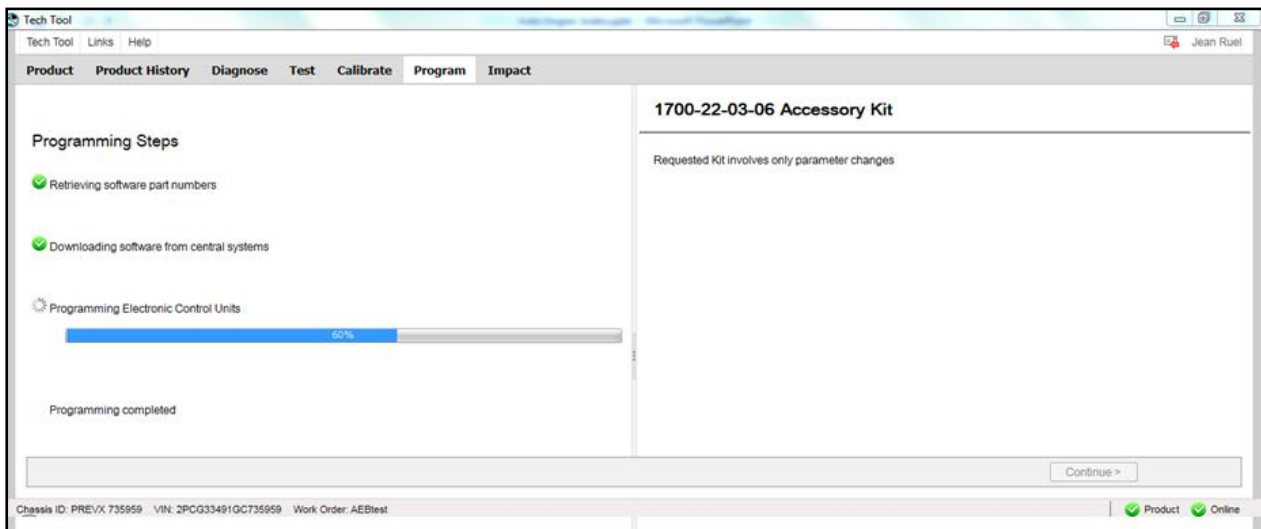 Tech Tool
Tech Tool Links Help
Jean Ruel
Product Product History Diagnose Test Calibrate Program Impact
1700-22-03-06 Accessory Kit
Programming Steps
Requested Kit involves only parameter changes
Retrieving software part numbers
Downloading software from central systems
Programming Electronic Control Units
60%
Programming completed
Continue >
Chassis ID: PREVX 735959 VIN: 2PCG33491GC735959 Work Order: AEBtest
Product Online